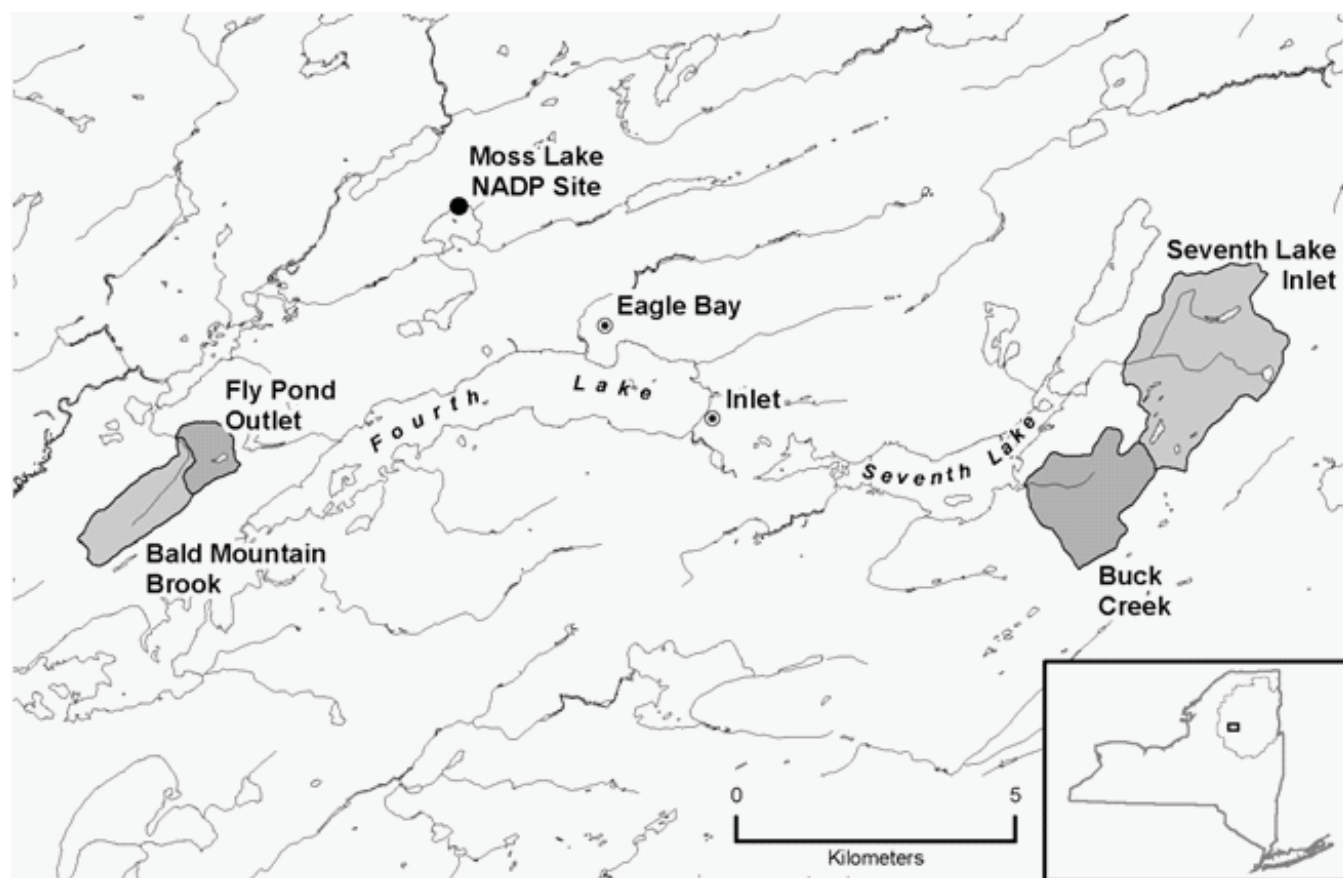 Moss Lake
NADP Site
Seventh Lake
Inlet
Eagle Bay
Fly Pond
Outlet
Fourth Lake
Inlet
Seventh Lake
Bald Mountain
Brook
Buck
Creek
0 5
Kilometers